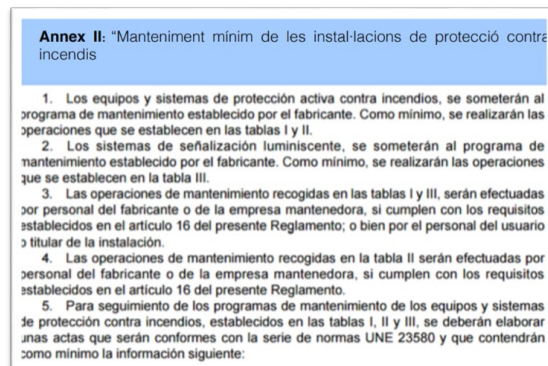 Annex II: "Manteniment mínim de les instal·lacions de protecció contra
incendis
1. Los equipos y sistemas de protección activa contra incendios, se someterán al
programa de mantenimiento establecido por el fabricante. Como mínimo, se realizarán las
operaciones que se establecen en las tablas I y II.
2. Los sistemas de señalización luminiscente, se someterán al programa de
mantenimiento establecido por el fabricante. Como mínimo, se realizarán las operaciones
que se establecen en la tabla III.
3. Las operaciones de mantenimiento recogidas en las tablas I y III, serán efectuadas
por personal del fabricante o de la empresa mantenedora, si cumplen con los requisitos
establecidos en el artículo 16 del presente Reglamento; o bien por el personal del usuario
o titular de la instalación.
4. Las operaciones de mantenimiento recogidas en la tabla II serán efectuadas por
personal del fabricante o de la empresa mantenedora, si cumplen con los requisitos
establecidos en el artículo 16 del presente Reglamento.
5. Para seguimiento de los programas de mantenimiento de los equipos y sistemas
de protección contra incendios, establecidos en las tablas I, II y III, se deberán elaborar
unas actas que serán conformes con la serie de normas UNE 23580 y que contendrán
como mínimo la información siguiente: